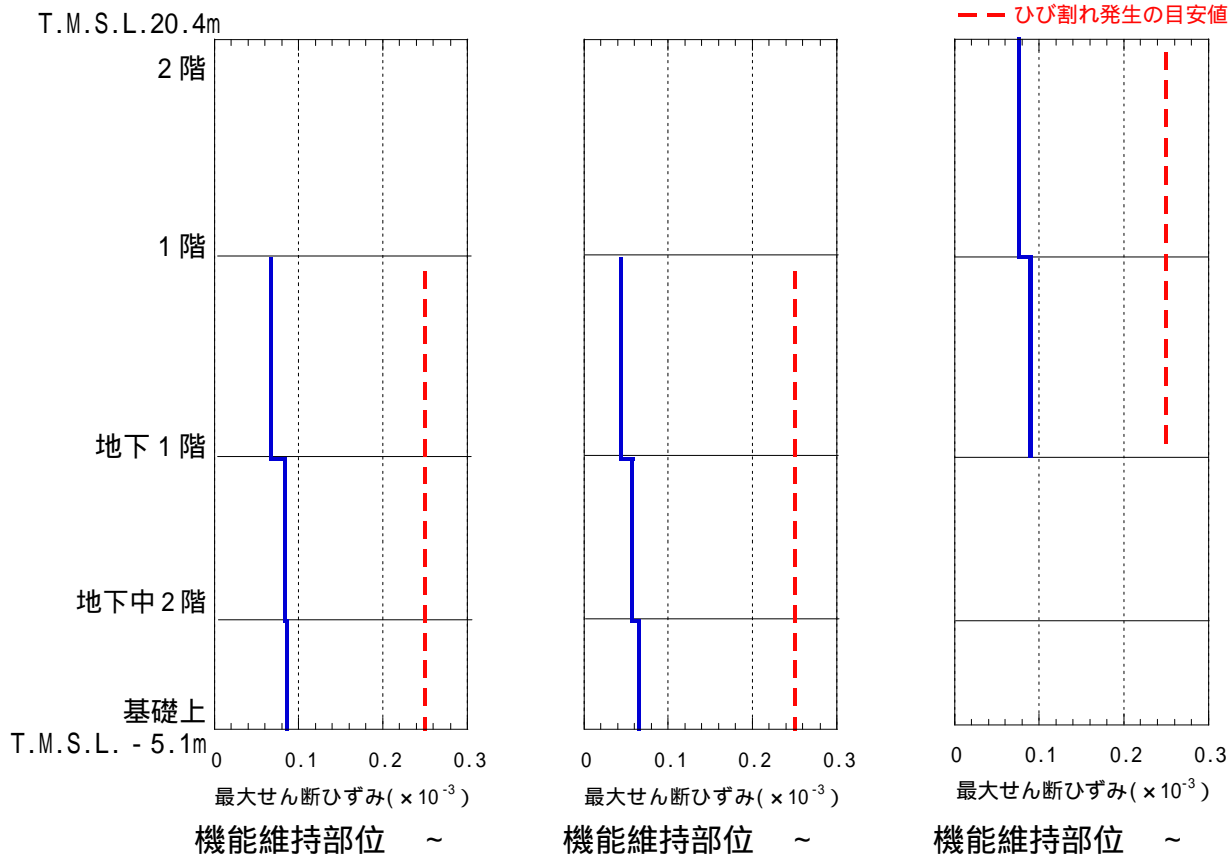 T.M.S.L.20.4m
ひび割れ発生の目安値
2階
1階
地下1階
地下中2階
基礎上
T.M.S.L. - 5.1m
0 0.1 0.2 0.3
0 0.1 0.2 0.3
0 0.1 0.2 0.3
最大せん断ひずみ(×10⁻³)
最大せん断ひずみ(×10⁻³)
最大せん断ひずみ(×10⁻³)
機能維持部位 ~
機能維持部位 ~
機能維持部位 ~